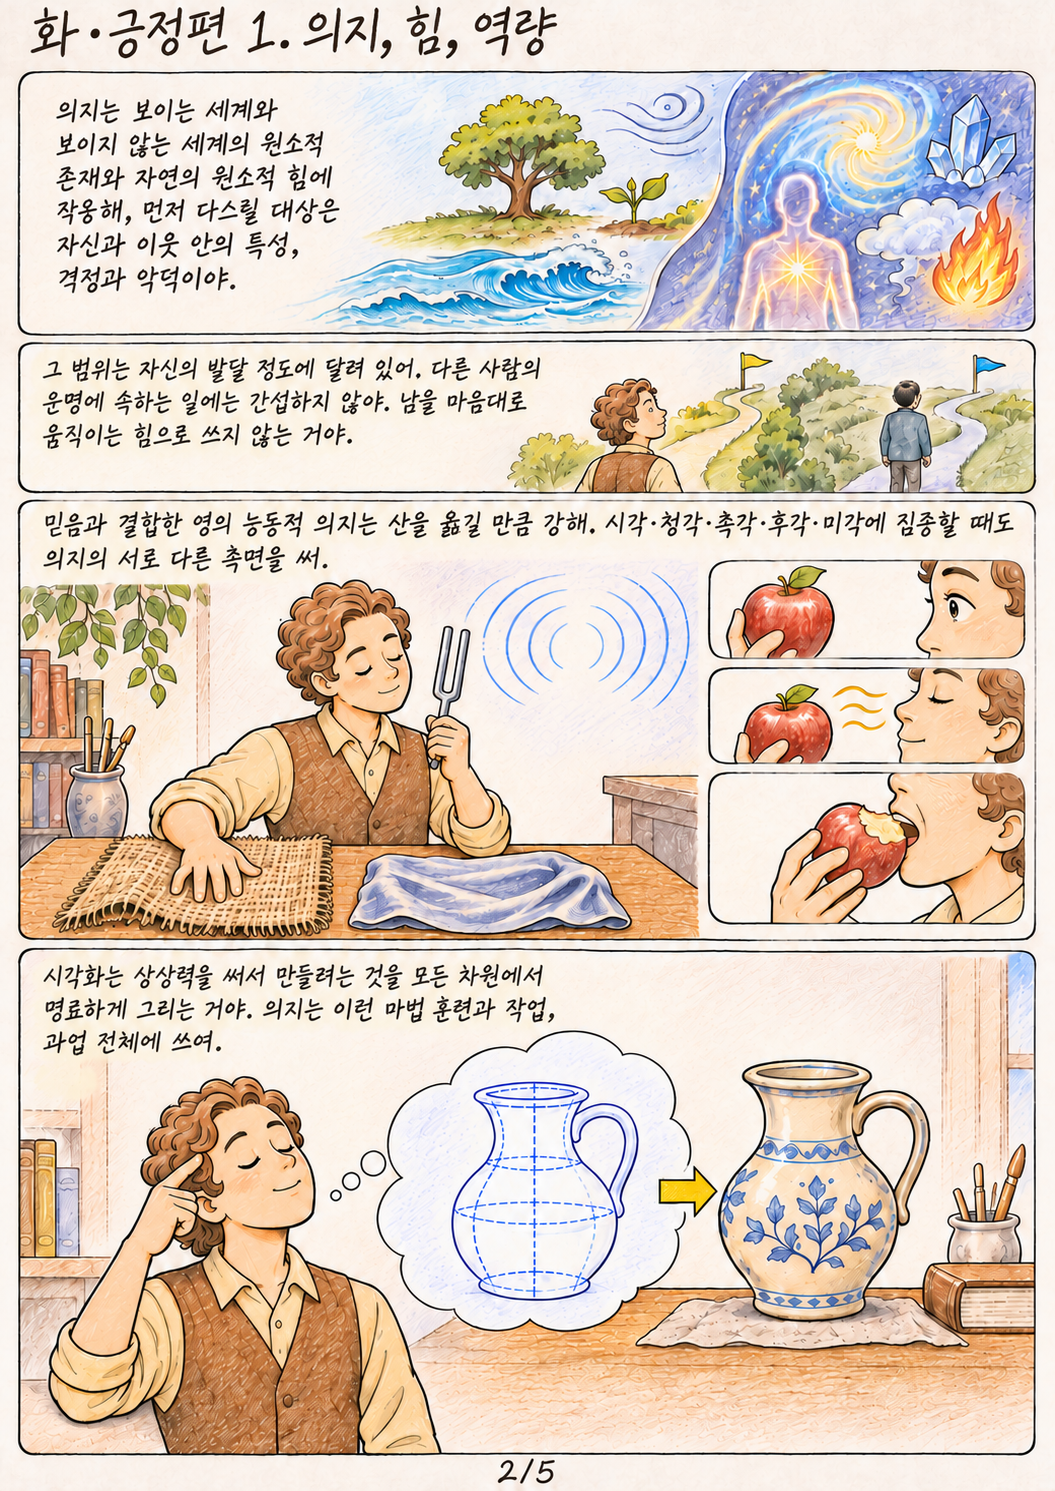 화·긍정편 1. 의지, 힘, 역량
의지는 보이는 세계와
보이지 않는 세계의 원소적
존재와 자연의 원소적 힘에
작용해, 먼저 다스릴 대상은
자신과 이웃 안의 특성,
격정과 악덕이야.
그 범위는 자신의 발달 정도에 달려 있어. 다른 사람의
운명에 속하는 일에는 간섭하지 않아. 남을 마음대로
움직이는 힘으로 쓰지 않는 거야.
믿음과 결합한 영의 능동적 의지는 산을 옮길 만큼 강해. 시각·청각·촉각·후각·미각에 집중할 때도
의지의 서로 다른 측면을 써.
시각화는 상상력을 써서 만들려는 것을 모든 차원에서
명료하게 그리는 거야. 의지는 이런 마법 훈련과 작업,
과업 전체에 쓰여.
2/5